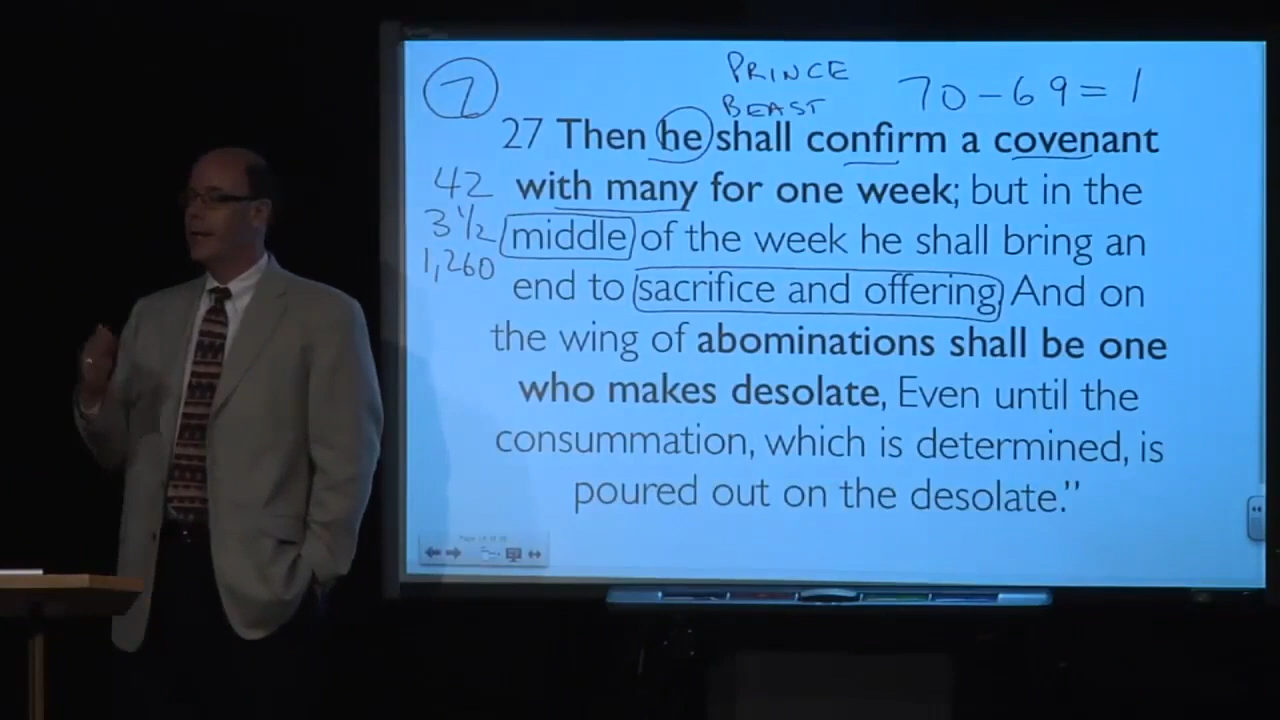 PRINCE
BEAST
70-69=1
7
27 Then he shall confirm a covenant
42
with many for one week; but in the
3 1/2
middle of the week he shall bring an
1,260
end to sacrifice and offering And on
the wing of abominations shall be one
who makes desolate, Even until the
consummation, which is determined, is
poured out on the desolate.”